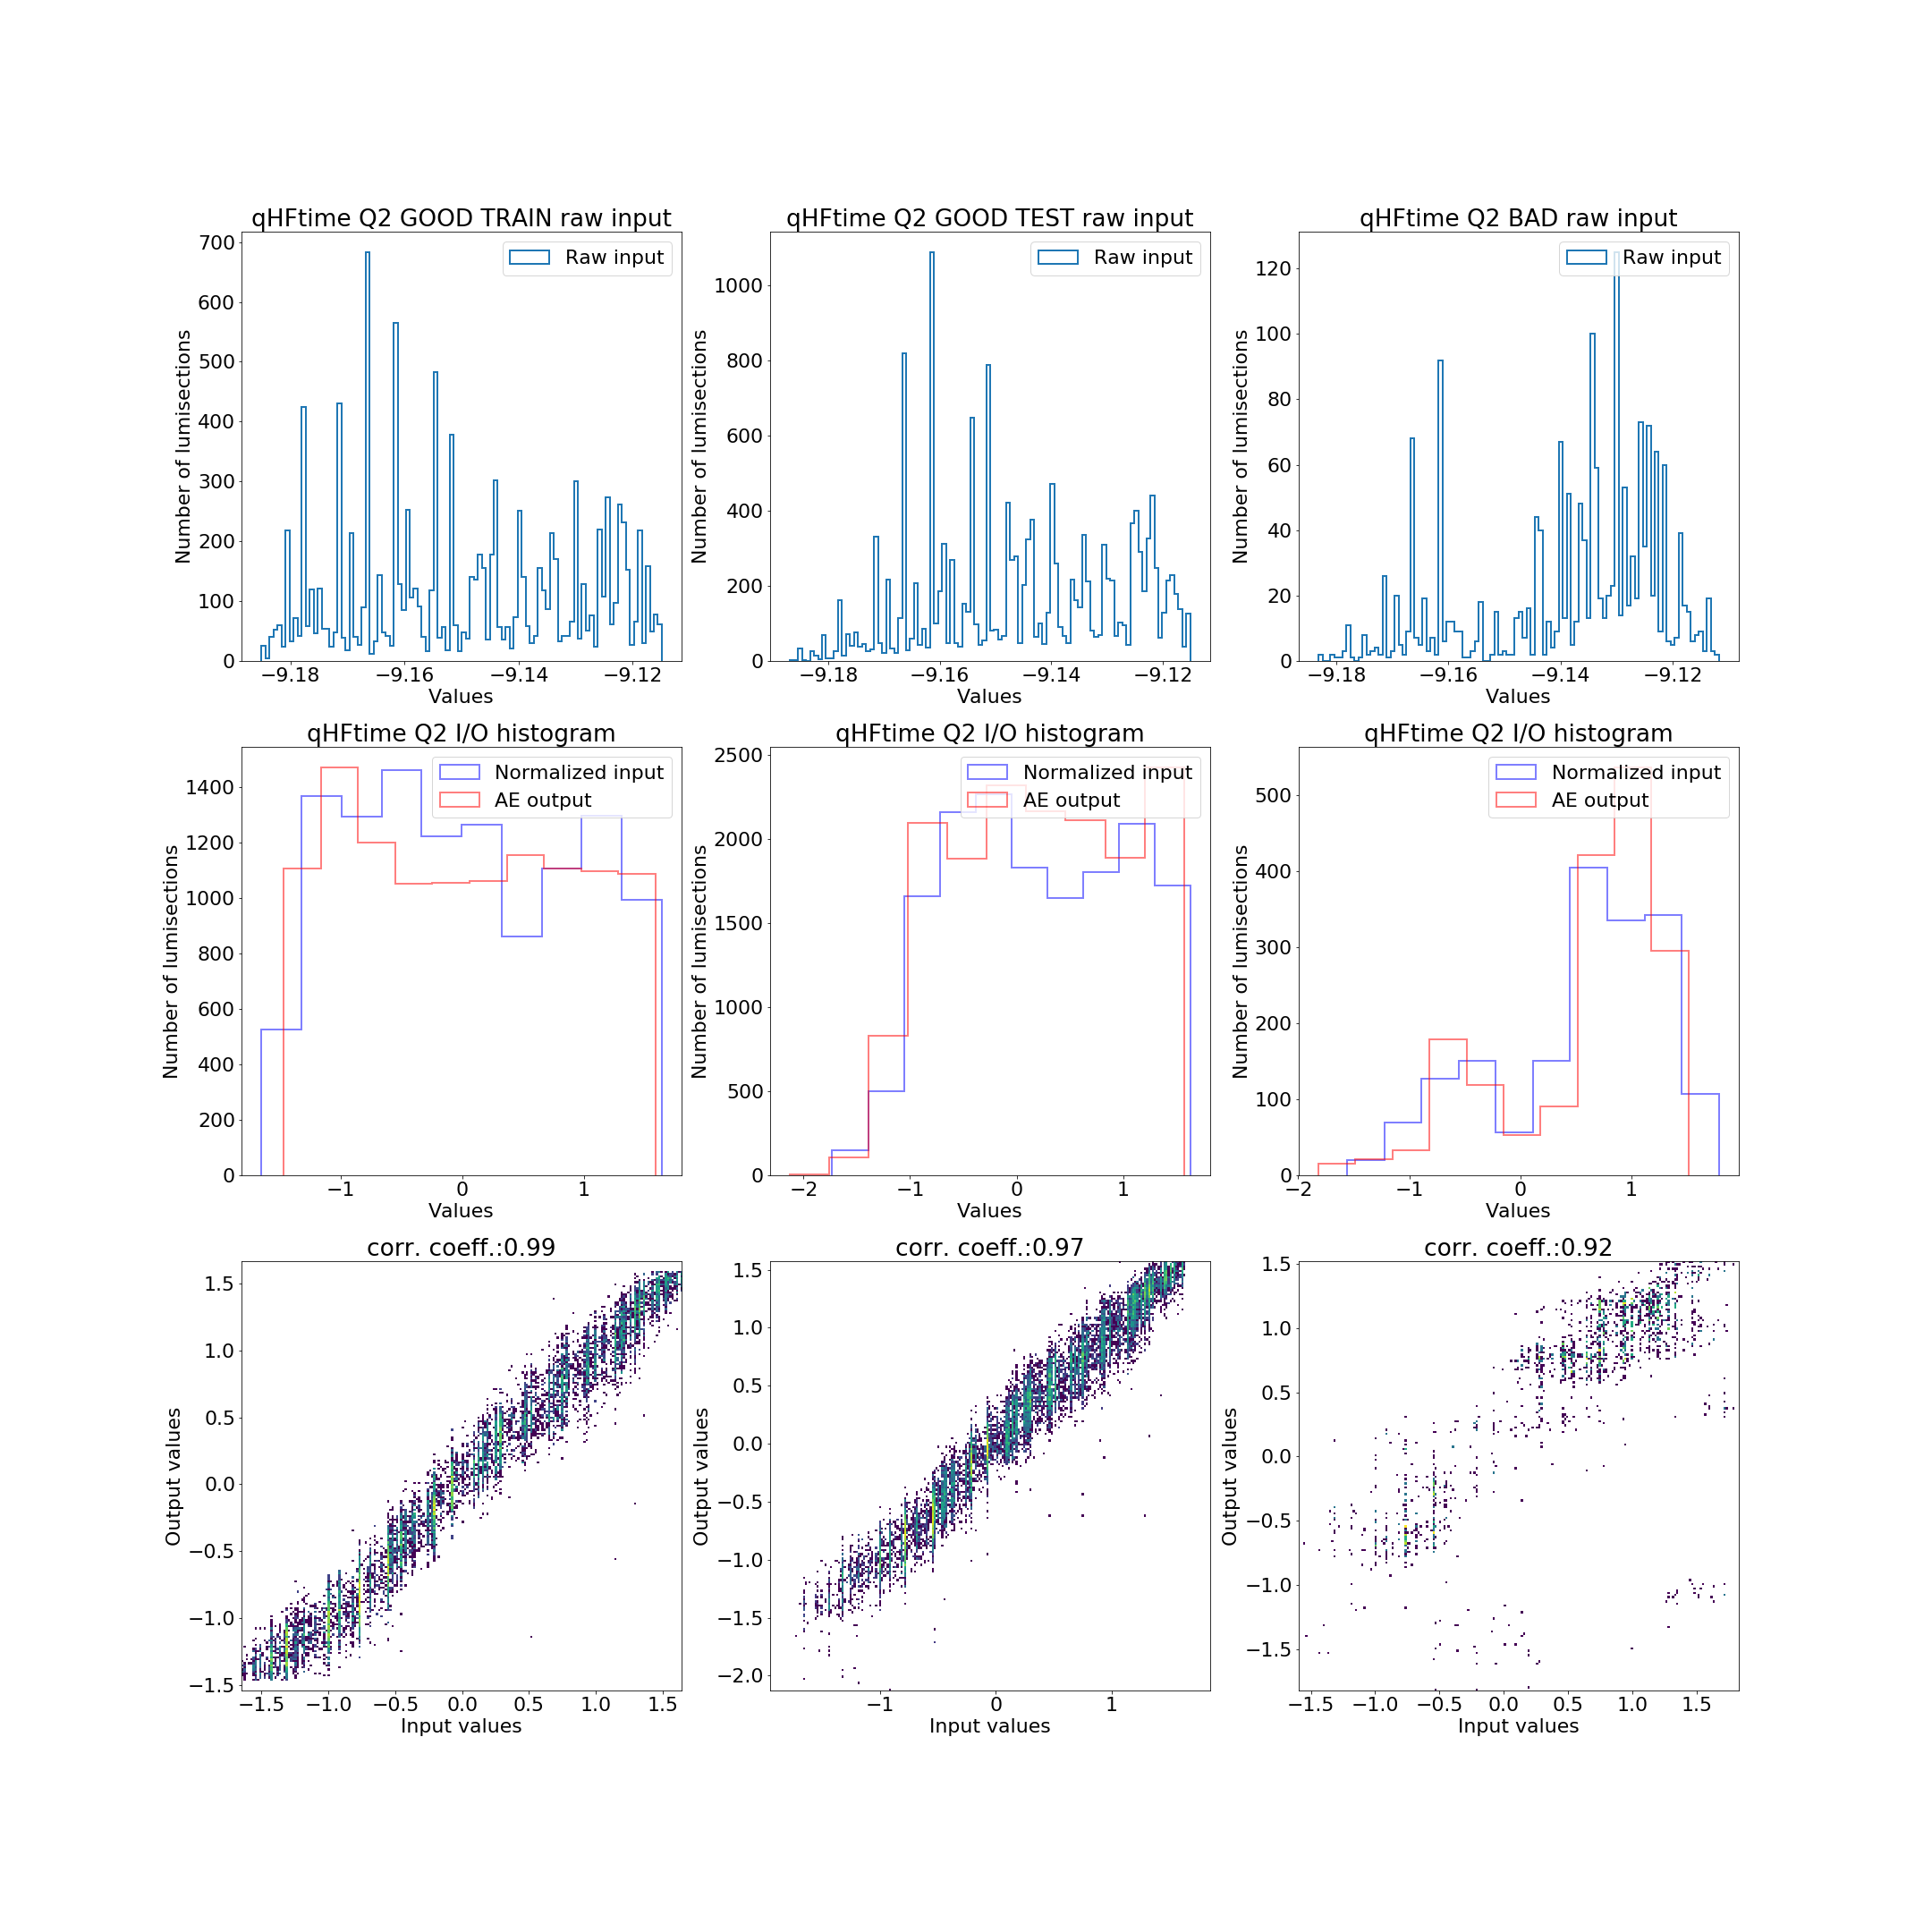 qHFtime Q2 GOOD TRAIN raw input
700
600
500
400
300
200
100
0
Number of lumisections
Raw input
−9.18 −9.16 −9.14 −9.12
Values
qHFtime Q2 GOOD TEST raw input
1000
800
600
400
200
0
Number of lumisections
Raw input
−9.18 −9.16 −9.14 −9.12
Values
qHFtime Q2 BAD raw input
120
100
80
60
40
20
0
Number of lumisections
Raw input
−9.18 −9.16 −9.14 −9.12
Values
qHFtime Q2 I/O histogram
1400
1200
1000
800
600
400
200
0
Number of lumisections
Normalized input
AE output
−1 0 1
Values
qHFtime Q2 I/O histogram
2500
2000
1500
1000
500
0
Number of lumisections
Normalized input
AE output
−2 −1 0 1
Values
qHFtime Q2 I/O histogram
500
400
300
200
100
0
Number of lumisections
Normalized input
AE output
−2 −1 0 1
Values
corr. coeff.:0.99
1.5
1.0
0.5
0.0
−0.5
−1.0
−1.5
Output values
−1.5 −1.0 −0.5 0.0 0.5 1.0 1.5
Input values
corr. coeff.:0.97
1.5
1.0
0.5
0.0
−0.5
−1.0
−1.5
−2.0
Output values
−1 0 1
Input values
corr. coeff.:0.92
1.5
1.0
0.5
0.0
−0.5
−1.0
−1.5
Output values
−1.5 −1.0 −0.5 0.0 0.5 1.0 1.5
Input values